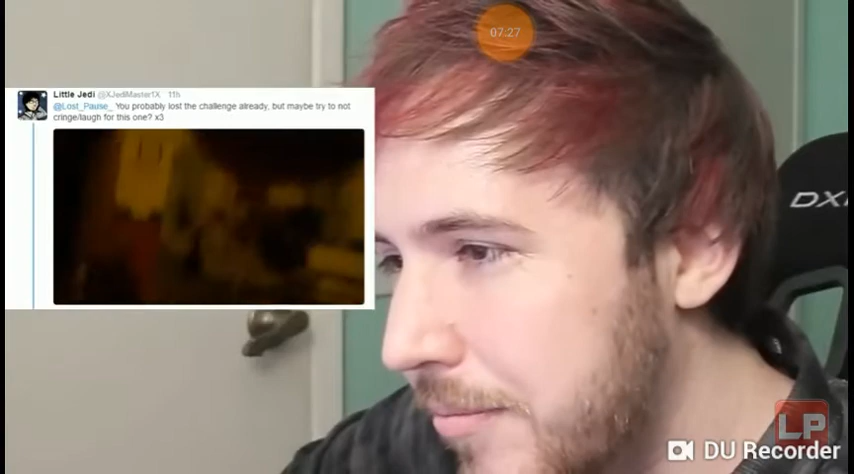 07:27
Little Jedi @XJediMaster1X 11h
@Lost_Pause_ You probably lost the challenge already, but maybe try to not
cringe/laugh for this one? x3
DX
LP
DU Recorder